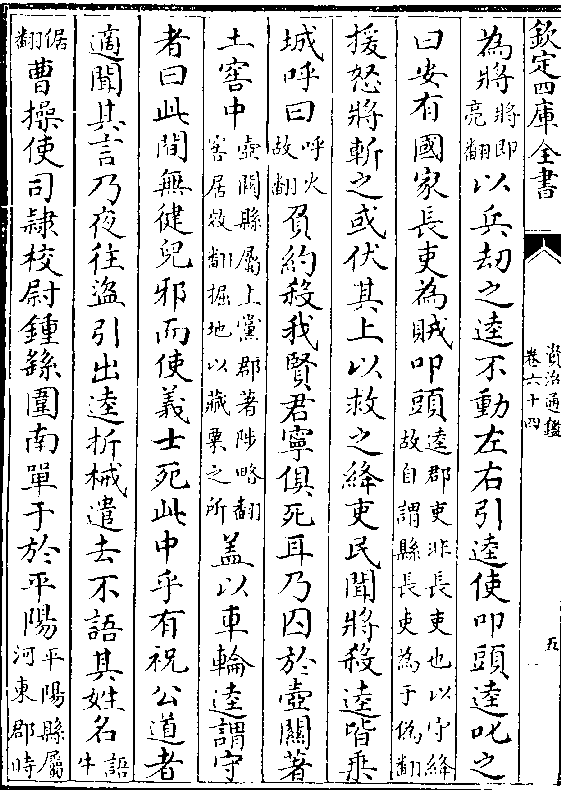 欽定四庫全書
資治通鑑
卷六十四
五
為將將即亮翻以兵劫之逵不動左右引逵使叩頭逵叱之
曰安有國家長吏為賊叩頭逵郡吏非長吏也以守絳故自謂縣長吏為于偽翻
援怒將斬之或伏其上以救之絳吏民聞將殺逵皆乗
城呼曰呼火故翻負約殺我賢君寧俱死耳乃囚於壺關著
土窖中壺關縣屬上黨郡著陟略翻窖居效翻掘地以藏粟之所盖以車輪逵謂守
者曰此間無健兒邪而使義士死此中乎有祝公道者
適聞其言乃夜往盗引出逵折械遣去不語其姓名語牛
倨翻曹操使司隸校尉鍾繇圍南單于於平陽平陽縣屬河東郡時